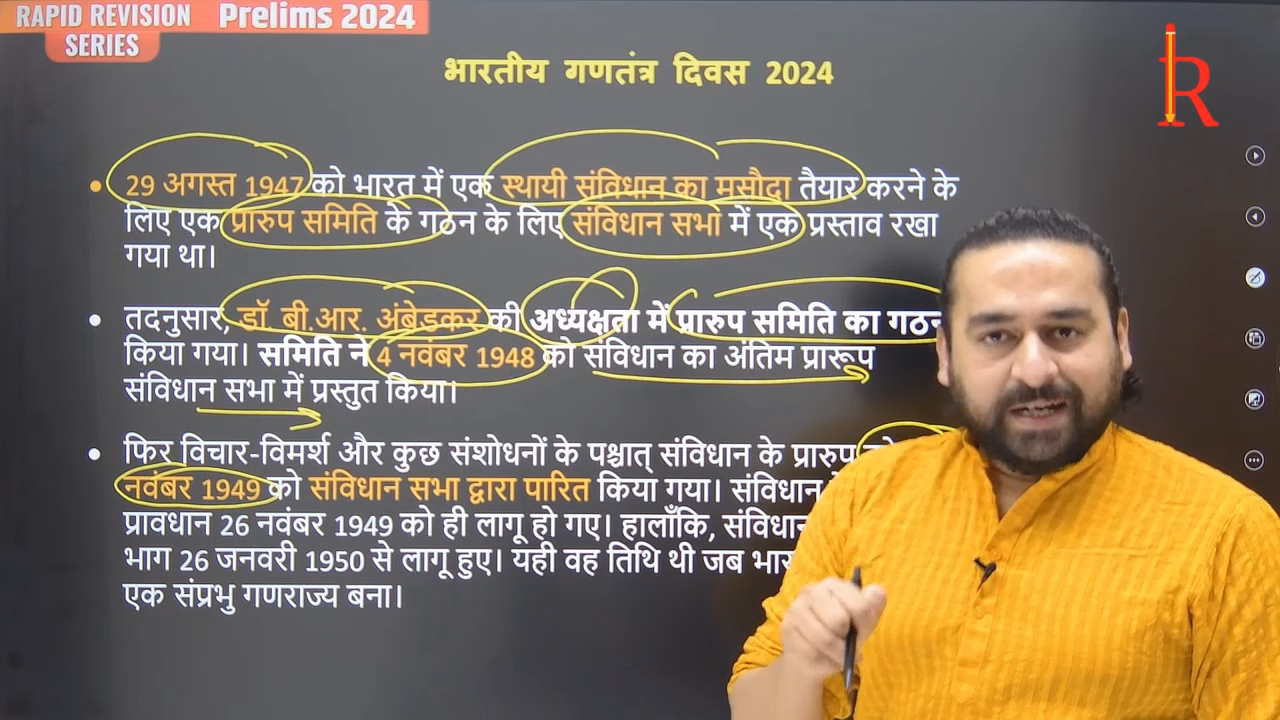 RAPID REVISION
SERIES
Prelims 2024
भारतीय गणतंत्र दिवस 2024
R
• 29 अगस्त 1947 को भारत में एक स्थायी संविधान का मसौदा तैयार करने के
लिए एक प्रारुप समिति के गठन के लिए संविधान सभा में एक प्रस्ताव रखा
गया था।
• तदनुसार, डॉ. बी.आर. अंबेडकर की अध्यक्षता में प्रारुप समिति का गठन
किया गया। समिति ने 4 नवंबर 1948 को संविधान का अंतिम प्रारूप
संविधान सभा में प्रस्तुत किया।
• फिर विचार-विमर्श और कुछ संशोधनों के पश्चात् संविधान के प्रारुप
नवंबर 1949 को संविधान सभा द्वारा पारित किया गया। संविधान
प्रावधान 26 नवंबर 1949 को ही लागू हो गए। हालाँकि, संविधान
भाग 26 जनवरी 1950 से लागू हुए। यही वह तिथि थी जब
एक संप्रभु गणराज्य बना।